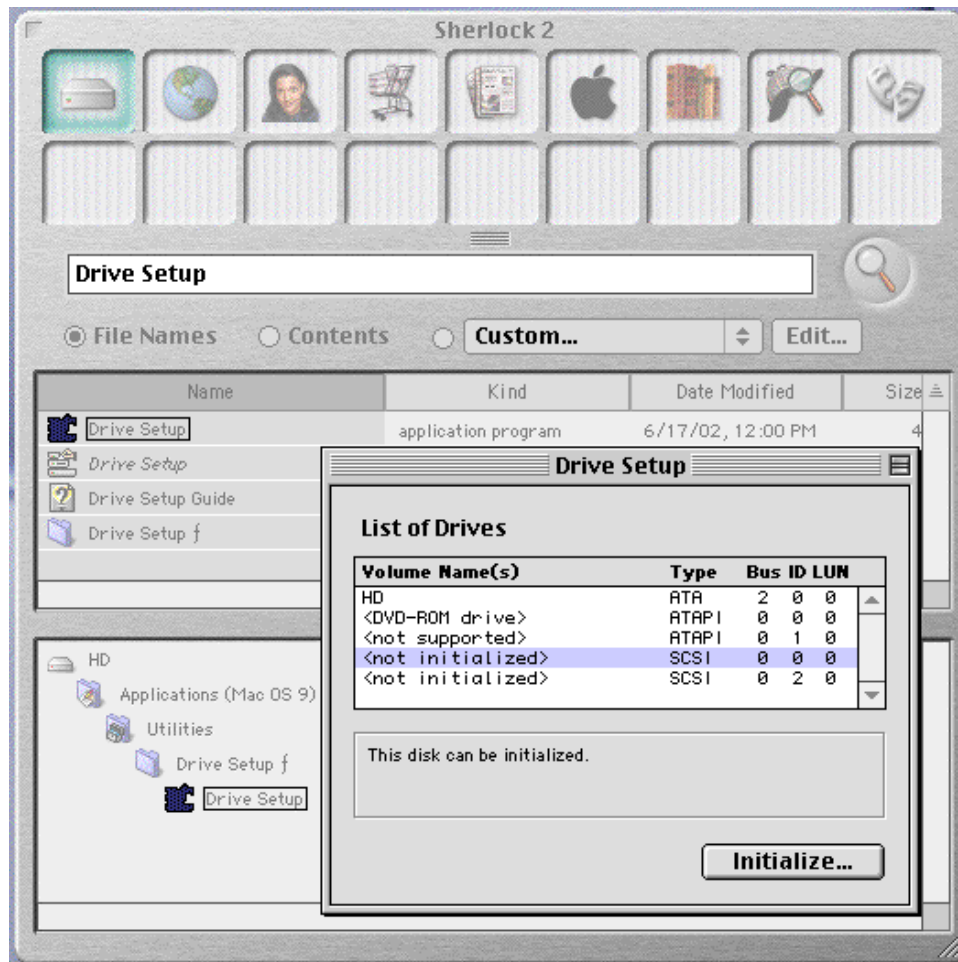 Sherlock 2
Drive Setup
File Names Contents Custom... Edit...
Name Kind Date Modified Size
Drive Setup application program 6/17/02, 12:00 PM 4
Drive Setup
Drive Setup Guide
Drive Setup ƒ
HD
Applications (Mac OS 9)
Utilities
Drive Setup ƒ
Drive Setup
Drive Setup
List of Drives
Volume Name(s) Type Bus ID LUN
HD ATA 2 0 0
<DVD-ROM drive> ATAPI 0 0 0
<not supported> ATAPI 0 1 0
<not initialized> SCSI 0 0 0
<not initialized> SCSI 0 2 0
This disk can be initialized.
Initialize...